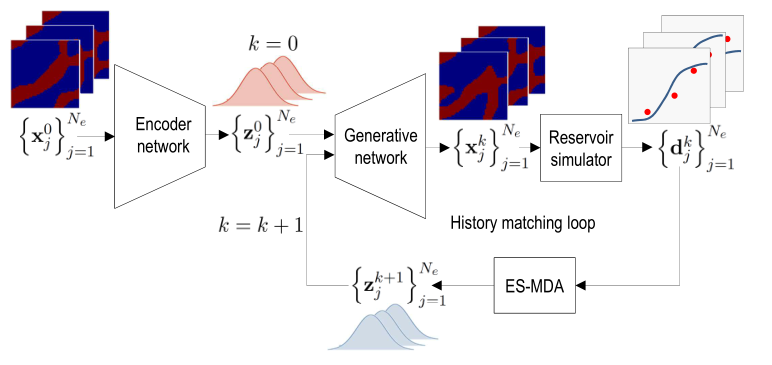 k = 0
{x_j^0}_{j=1}^{N_e}
Encoder
network
{z_j^0}_{j=1}^{N_e}
Generative
network
{x_j^k}_{j=1}^{N_e}
Reservoir
simulator
{d_j^k}_{j=1}^{N_e}
k = k + 1
History matching loop
{z_j^{k+1}}_{j=1}^{N_e}
ES-MDA